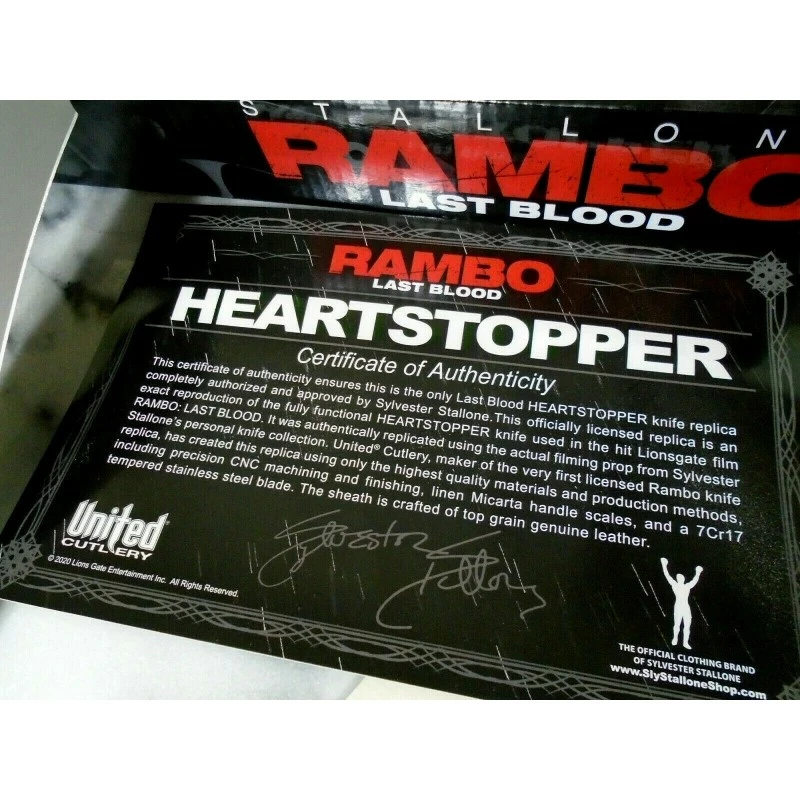 STALLON
RAMBO
LAST BLOOD
RAMBO
LAST BLOOD
HEARTSTOPPER
Certificate of Authenticity
This certificate of authenticity ensures this is the only Last Blood HEARTSTOPPER knife replica
completely authorized and approved by Sylvester Stallone.This officially licensed replica is an
exact reproduction of the fully functional HEARTSTOPPER knife used in the hit Lionsgate film
RAMBO: LAST BLOOD. It was authentically replicated using the actual filming prop from Sylvester
Stallone's personal knife collection. United® Cutlery, maker of the very first licensed Rambo knife
replica, has created this replica using only the highest quality materials and production methods,
including precision CNC machining and finishing, linen Micarta handle scales, and a 7Cr17
tempered stainless steel blade. The sheath is crafted of top grain genuine leather.
United®
CUTLERY
© 2020 Lions Gate Entertainment Inc. All Rights Reserved.
Sylvester Stallone
THE OFFICIAL CLOTHING BRAND
OF SYLVESTER STALLONE
www.SlyStalloneShop.com